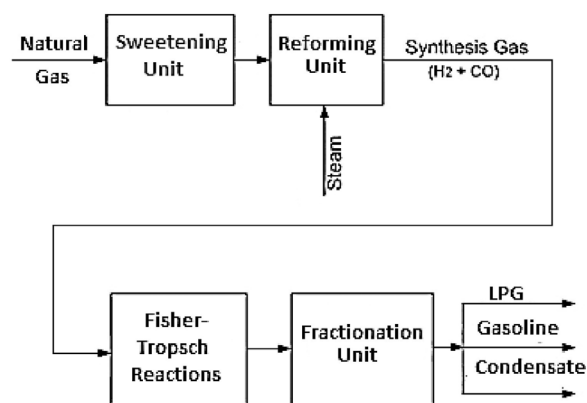 Natural
Gas
Sweetening
Unit
Reforming
Unit
Synthesis Gas
(H2 + CO)
Steam
Fisher-
Tropsch
Reactions
Fractionation
Unit
LPG
Gasoline
Condensate